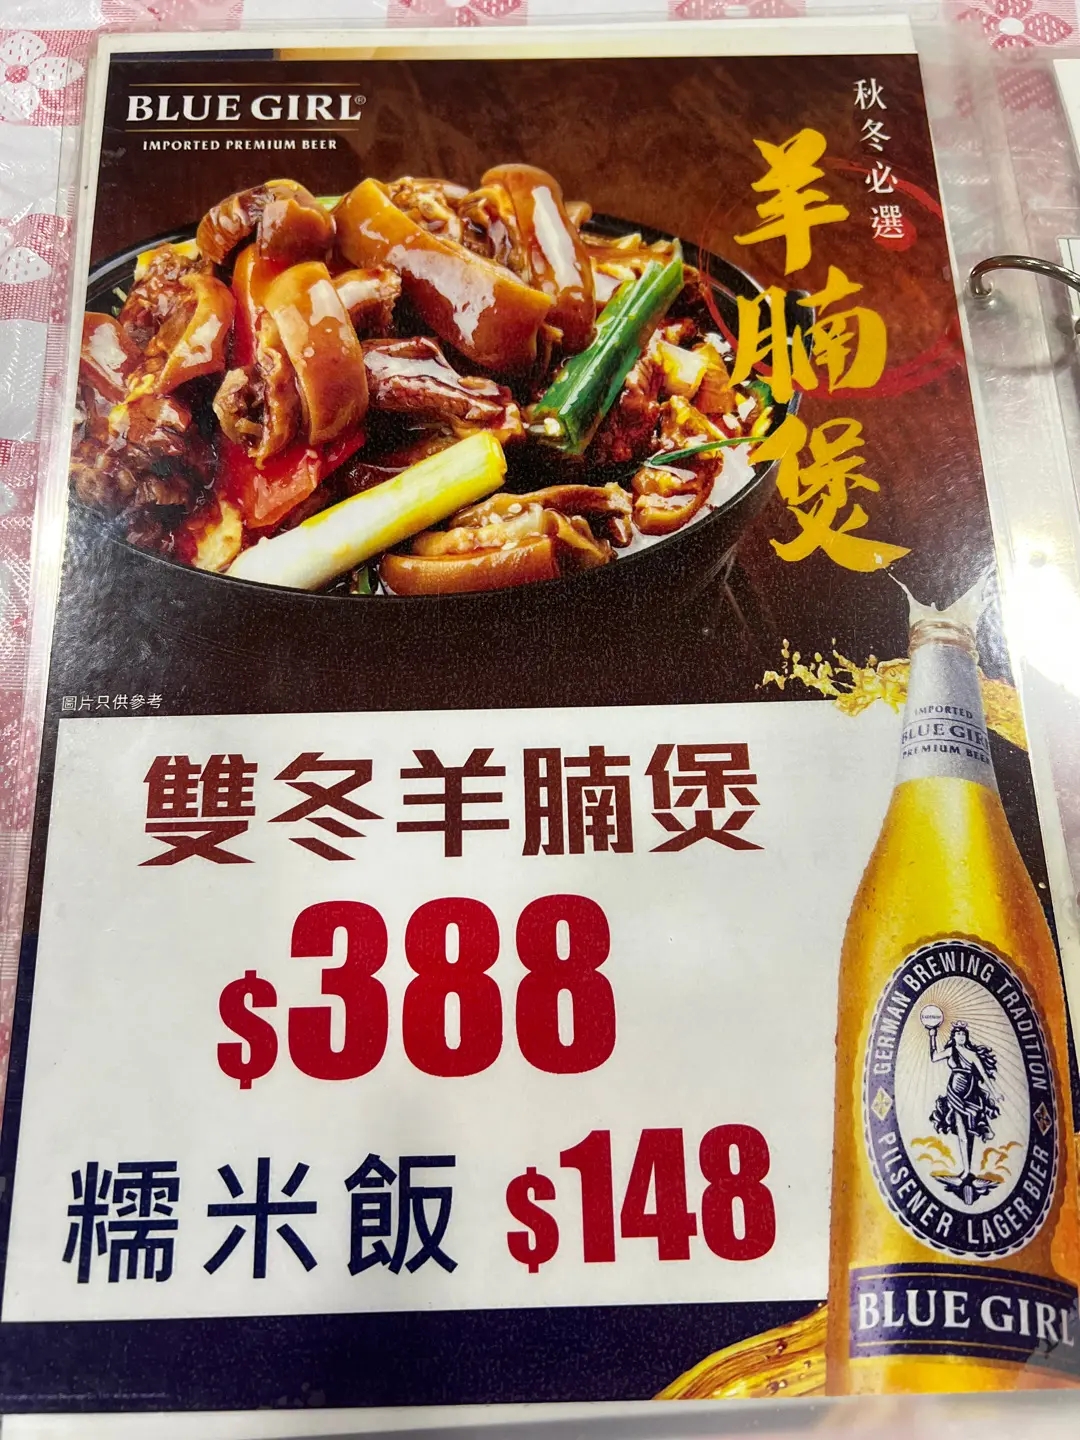 BLUE GIRL®
IMPORTED PREMIUM BEER
秋冬必選
羊腩煲
圖片只供參考
雙冬羊腩煲
$388
糯米飯 $148
IMPORTED
BLUE GIRL
PREMIUM BEER
GERMAN BREWING TRADITION
PILSENER LAGER-BIER
BLUE GIRL